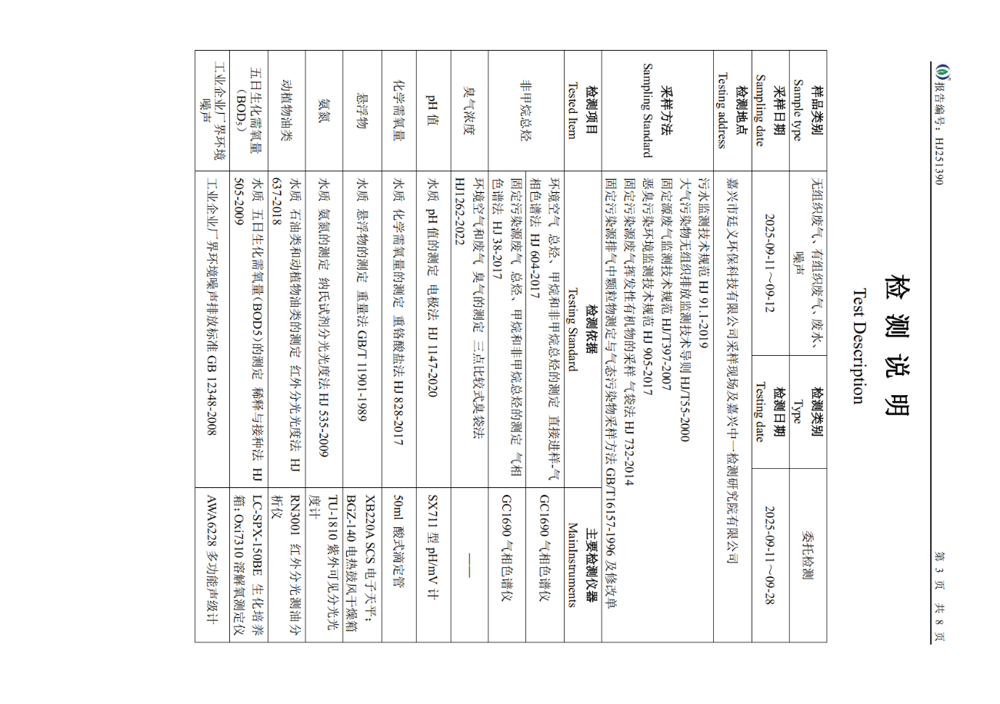 报告编号：HJ251390
第 3 页 共 8 页
检 测 说 明
Test Description
样品类别
Sample type
无组织废气、有组织废气、废水、
噪声
检测类别
Type
委托检测
采样日期
Sampling date
2025-09-11～09-12
检测日期
Testing date
2025-09-11～09-28
检测地点
Testing address
嘉兴市廷义环保科技有限公司采样现场及嘉兴中一检测研究院有限公司
采样方法
Sampling Standard
污水监测技术规范 HJ 91.1-2019
大气污染物无组织排放监测技术导则 HJ/T55-2000
固定源废气监测技术规范 HJ/T397-2007
恶臭污染环境监测技术规范 HJ 905-2017
固定污染源废气挥发性有机物的采样 气袋法 HJ 732-2014
固定污染源排气中颗粒物测定与气态污染物采样方法 GB/T16157-1996 及修改单
检测项目
Tested Item
检测依据
Testing Standard
主要检测仪器
MainInstruments
非甲烷总烃
环境空气 总烃、甲烷和非甲烷总烃的测定 直接进样-气
相色谱法 HJ 604-2017
GC1690 气相色谱仪
固定污染源废气 总烃、甲烷和非甲烷总烃的测定 气相
色谱法 HJ 38-2017
GC1690 气相色谱仪
臭气浓度
环境空气和废气 臭气的测定 三点比较式臭袋法
HJ1262-2022
——
pH 值
水质 pH 值的测定 电极法 HJ 1147-2020
SX711 型 pH/mV 计
化学需氧量
水质 化学需氧量的测定 重铬酸盐法 HJ 828-2017
50ml 酸式滴定管
悬浮物
水质 悬浮物的测定 重量法 GB/T 11901-1989
XB220A SCS 电子天平；
BGZ-140 电热鼓风干燥箱
氨氮
水质 氨氮的测定 纳氏试剂分光光度法 HJ 535-2009
TU-1810 紫外可见分光光
度计
动植物油类
水质 石油类和动植物油类的测定 红外分光光度法 HJ
637-2018
RN3001 红外分光测油分
析仪
五日生化需氧量
（BOD₅）
水质 五日生化需氧量（BOD5）的测定 稀释与接种法 HJ
505-2009
LC-SPX-150BE 生化培养
箱；Oxi7310 溶解氧测定仪
工业企业厂界环境
噪声
工业企业厂界环境噪声排放标准 GB 12348-2008
AWA6228 多功能声级计